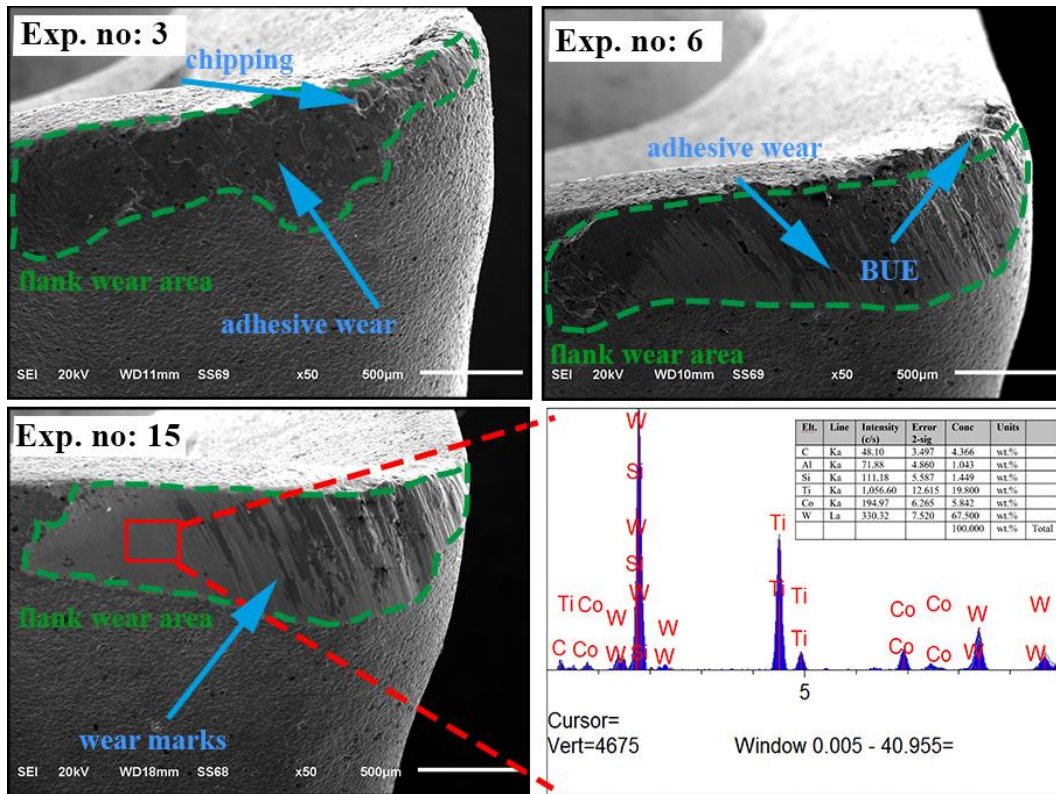 Exp. no: 3
chipping
flank wear area
adhesive wear
SEI 20kV WD11mm SS69 x50 500µm
Exp. no: 6
adhesive wear
BUE
flank wear area
SEI 20kV WD10mm SS69 x50 500µm
Exp. no: 15
flank wear area
wear marks
SEI 20kV WD18mm SS68 x50 500µm
Elt. Line Intensity (c/s) Error 2-sig Conc Units
C Ka 48.10 3.497 4.366 wt.%
Al Ka 71.88 4.860 1.043 wt.%
Si Ka 111.18 5.587 1.449 wt.%
Ti Ka 1,056.60 12.615 19.800 wt.%
Co Ka 194.97 6.265 5.842 wt.%
W La 330.32 7.520 67.500 wt.%
100.000 wt.% Total
W
Si
W
Si
W
Si
Ti
Ti
Ti
Ti
Ti Co
C Co
W
W
W
W
Co
Co
Co
Co
W
W
W
W
5
Cursor=
Vert=4675 Window 0.005 - 40.955=